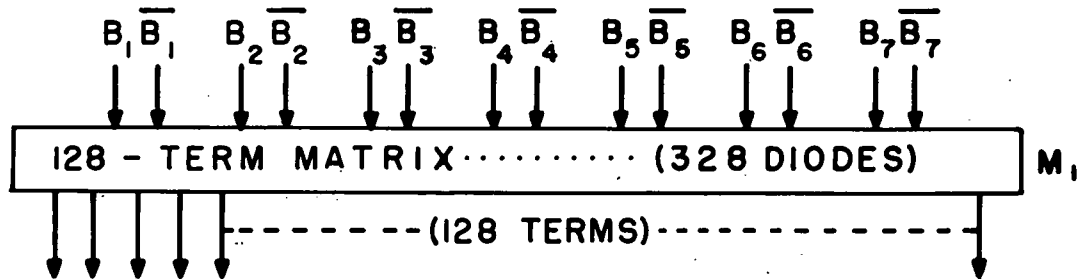 B₁ B̅₁ B₂ B̅₂ B₃ B̅₃ B₄ B̅₄ B₅ B̅₅ B₆ B̅₆ B₇ B̅₇
128 - TERM MATRIX .......... (328 DIODES) M₁
(128 TERMS)